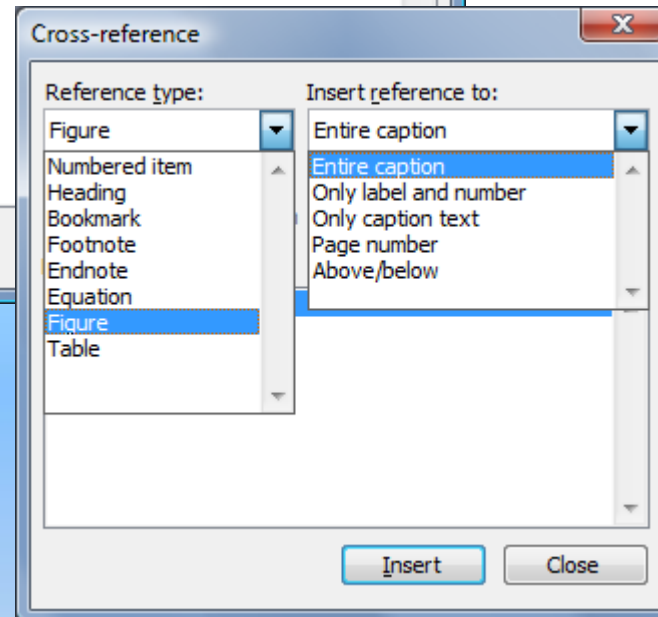 Cross-reference
Reference type:
Figure
Numbered item
Heading
Bookmark
Footnote
Endnote
Equation
Figure
Table
Insert reference to:
Entire caption
Entire caption
Only label and number
Only caption text
Page number
Above/below
Insert
Close